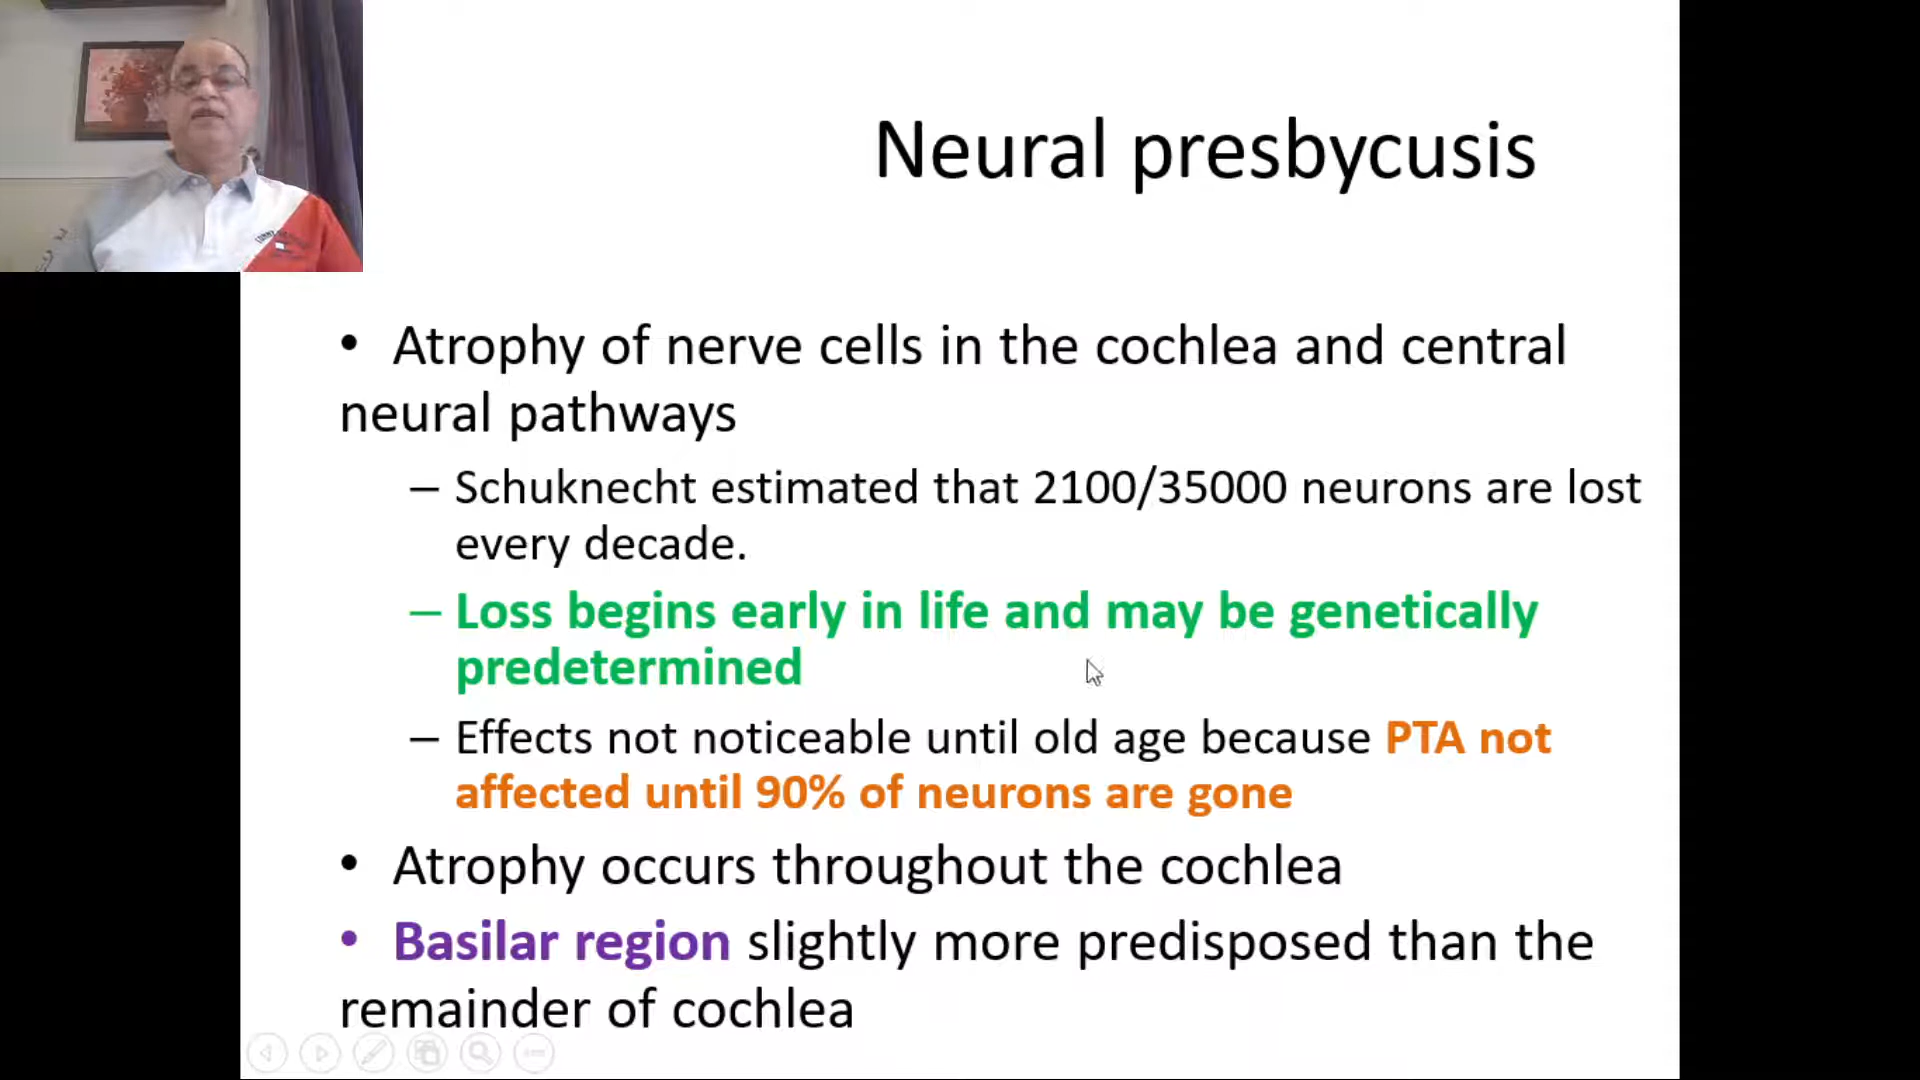 Neural presbycusis
• Atrophy of nerve cells in the cochlea and central
neural pathways
– Schuknecht estimated that 2100/35000 neurons are lost
every decade.
– Loss begins early in life and may be genetically
predetermined
– Effects not noticeable until old age because PTA not
affected until 90% of neurons are gone
• Atrophy occurs throughout the cochlea
• Basilar region slightly more predisposed than the
remainder of cochlea